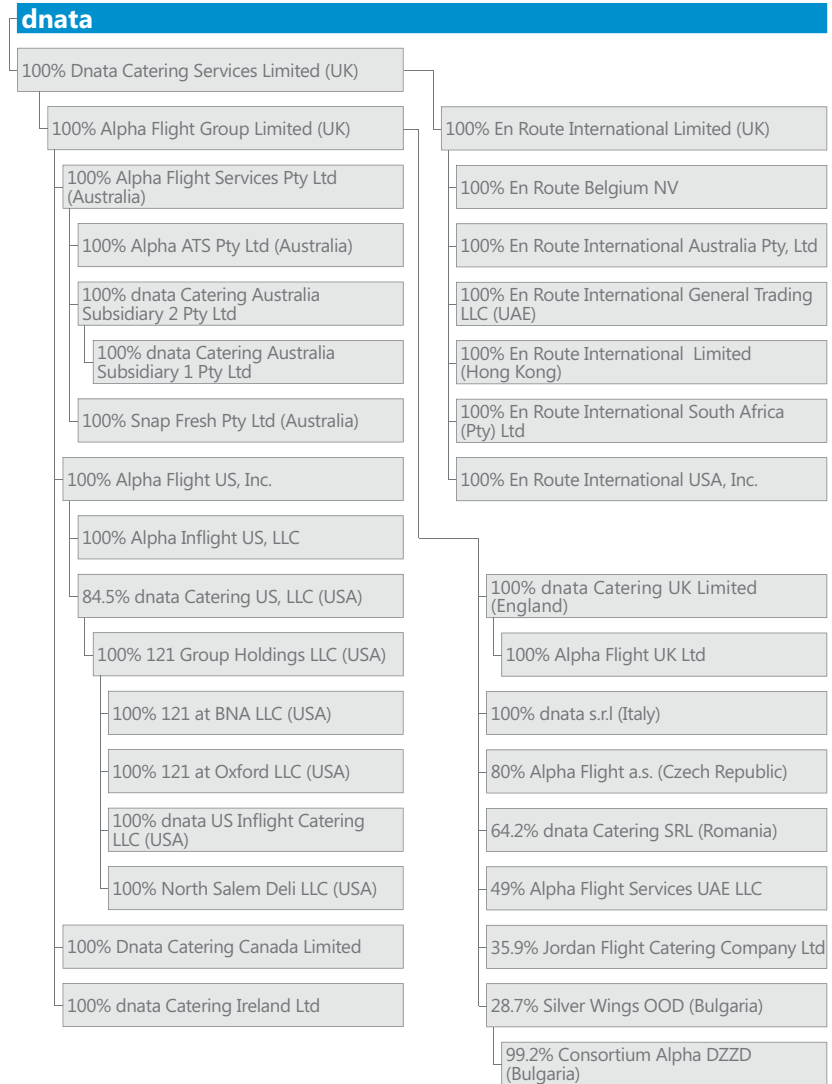 dnata
100% Dnata Catering Services Limited (UK)
100% Alpha Flight Group Limited (UK)
100% Alpha Flight Services Pty Ltd
(Australia)
100% Alpha ATS Pty Ltd (Australia)
100% dnata Catering Australia
Subsidiary 2 Pty Ltd
100% dnata Catering Australia
Subsidiary 1 Pty Ltd
100% Snap Fresh Pty Ltd (Australia)
100% Alpha Flight US, Inc.
100% Alpha Inflight US, LLC
84.5% dnata Catering US, LLC (USA)
100% 121 Group Holdings LLC (USA)
100% 121 at BNA LLC (USA)
100% 121 at Oxford LLC (USA)
100% dnata US Inflight Catering
LLC (USA)
100% North Salem Deli LLC (USA)
100% Dnata Catering Canada Limited
100% dnata Catering Ireland Ltd
100% En Route International Limited (UK)
100% En Route Belgium NV
100% En Route International Australia Pty, Ltd
100% En Route International General Trading
LLC (UAE)
100% En Route International Limited
(Hong Kong)
100% En Route International South Africa
(Pty) Ltd
100% En Route International USA, Inc.
100% dnata Catering UK Limited
(England)
100% Alpha Flight UK Ltd
100% dnata s.r.l (Italy)
80% Alpha Flight a.s. (Czech Republic)
64.2% dnata Catering SRL (Romania)
49% Alpha Flight Services UAE LLC
35.9% Jordan Flight Catering Company Ltd
28.7% Silver Wings OOD (Bulgaria)
99.2% Consortium Alpha DZZD
(Bulgaria)